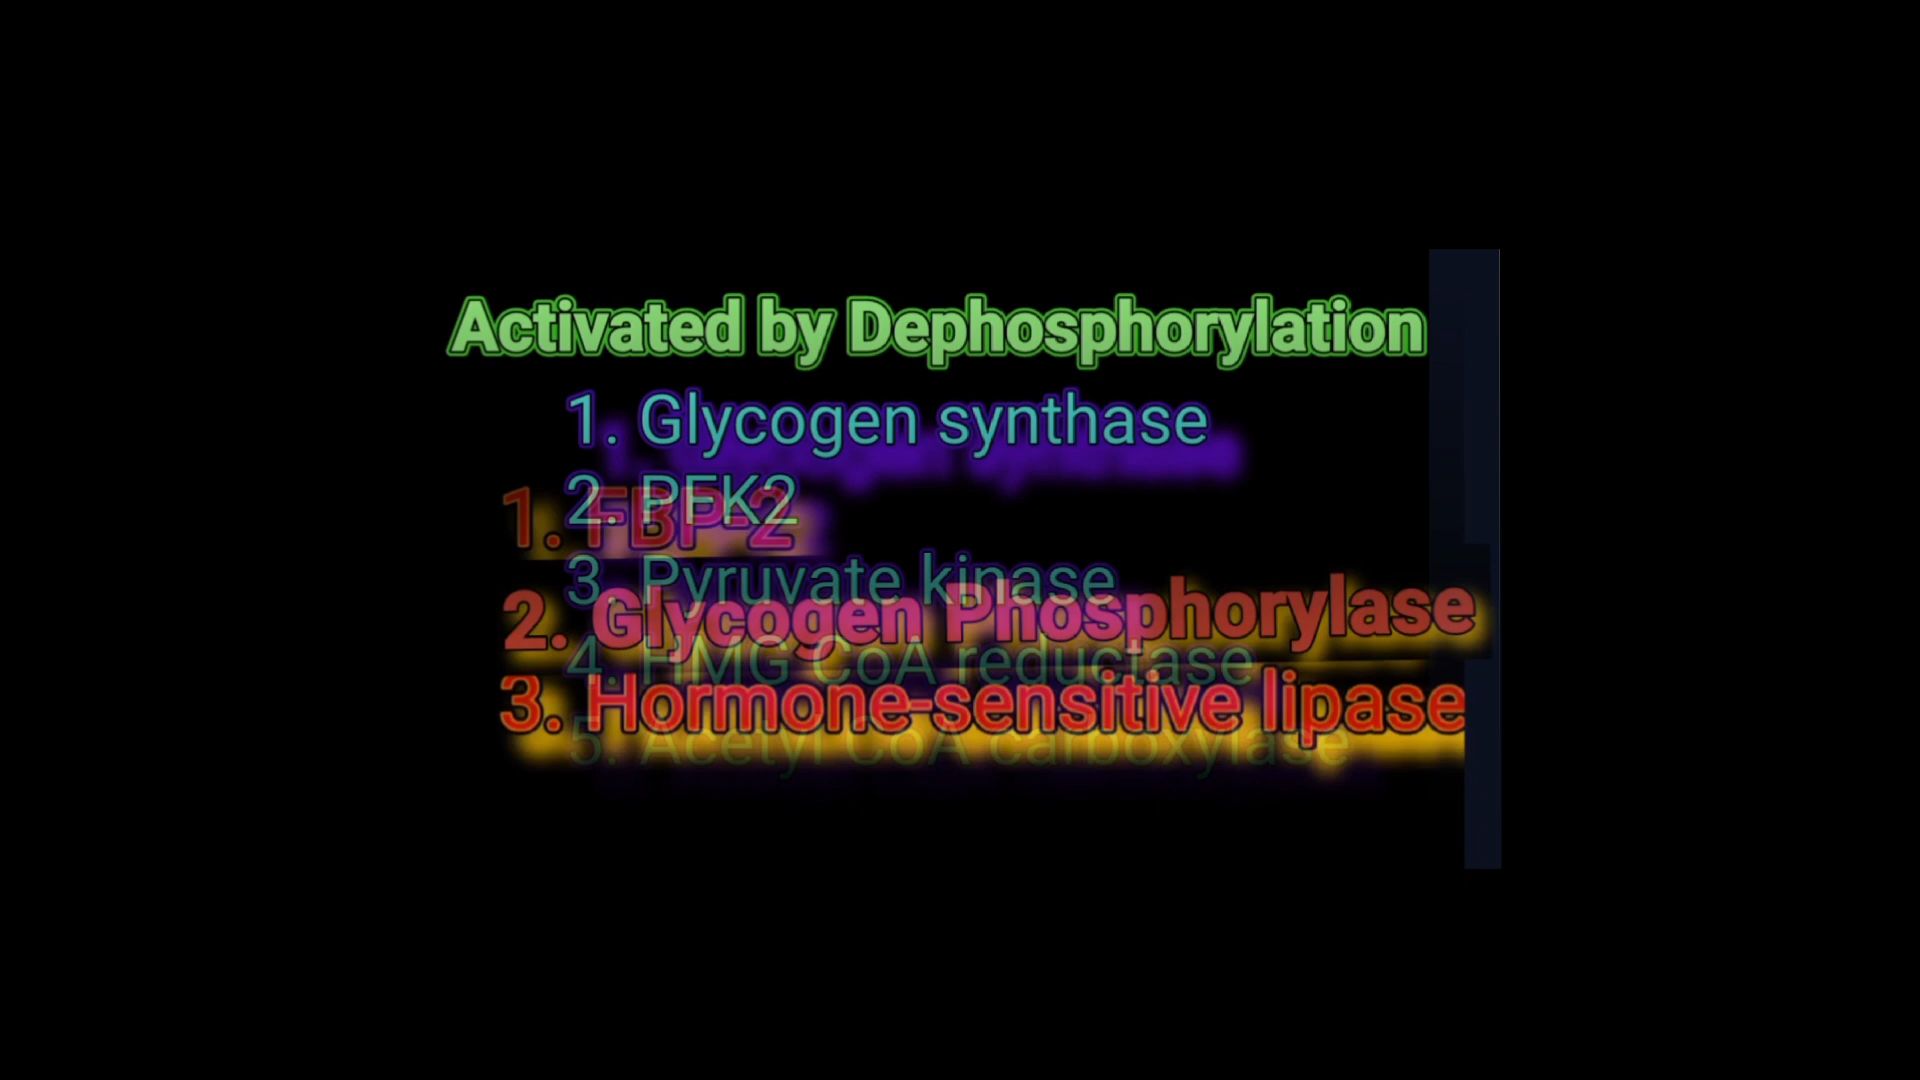 Activated by Dephosphorylation
1. Glycogen synthase
2. PFK2
1. FBP-2
3. Pyruvate kinase
2. Glycogen Phosphorylase
4. HMG CoA reductase
3. Hormone-sensitive lipase
5. Acetyl CoA carboxylase